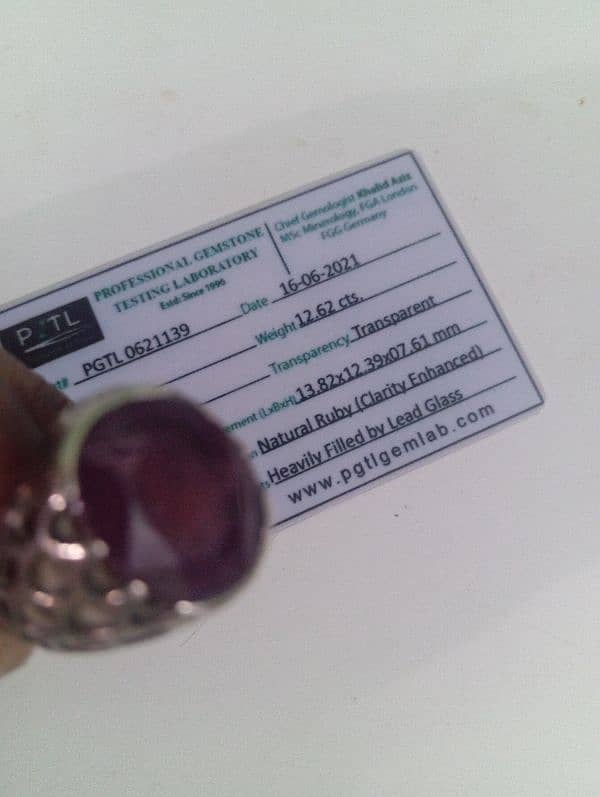 PGTL
PROFESSIONAL GEMSTONE
TESTING LABORATORY
Estd: Since 1990
Chief Gemologist Khalid Aziz
MSc Minerology, FGA London
FGG Germany
PGTL 0621139
Date 16-06-2021
Weight 12.62 cts.
Transparency Transparent
(LxBxH) 13.82x12.39x07.61 mm
Natural Ruby (Clarity Enhanced)
Heavily Filled by Lead Glass
www.pgtlgemlab.com